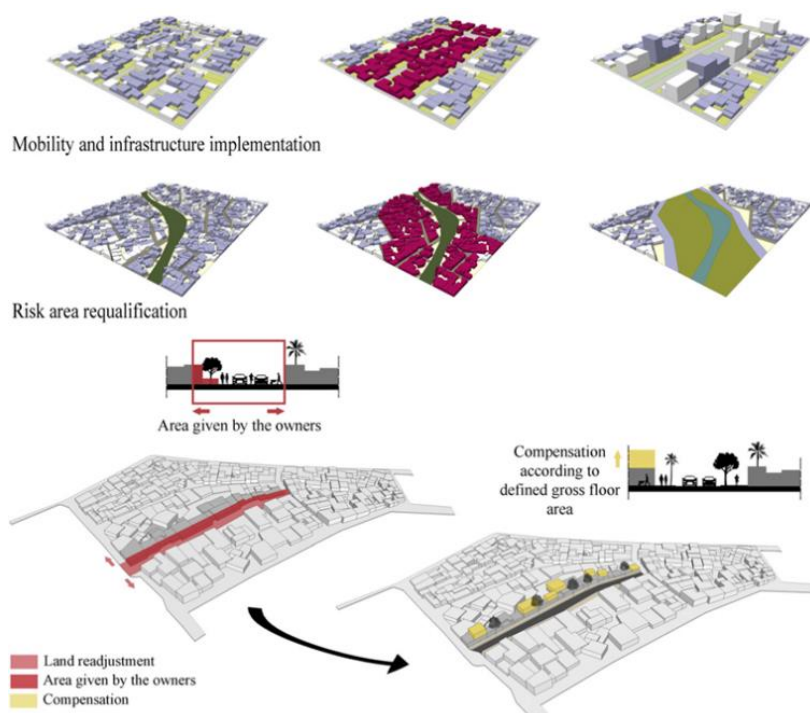 Mobility and infrastructure implementation
Risk area requalification
Area given by the owners
Compensation
according to
defined gross floor
area
Land readjustment
Area given by the owners
Compensation